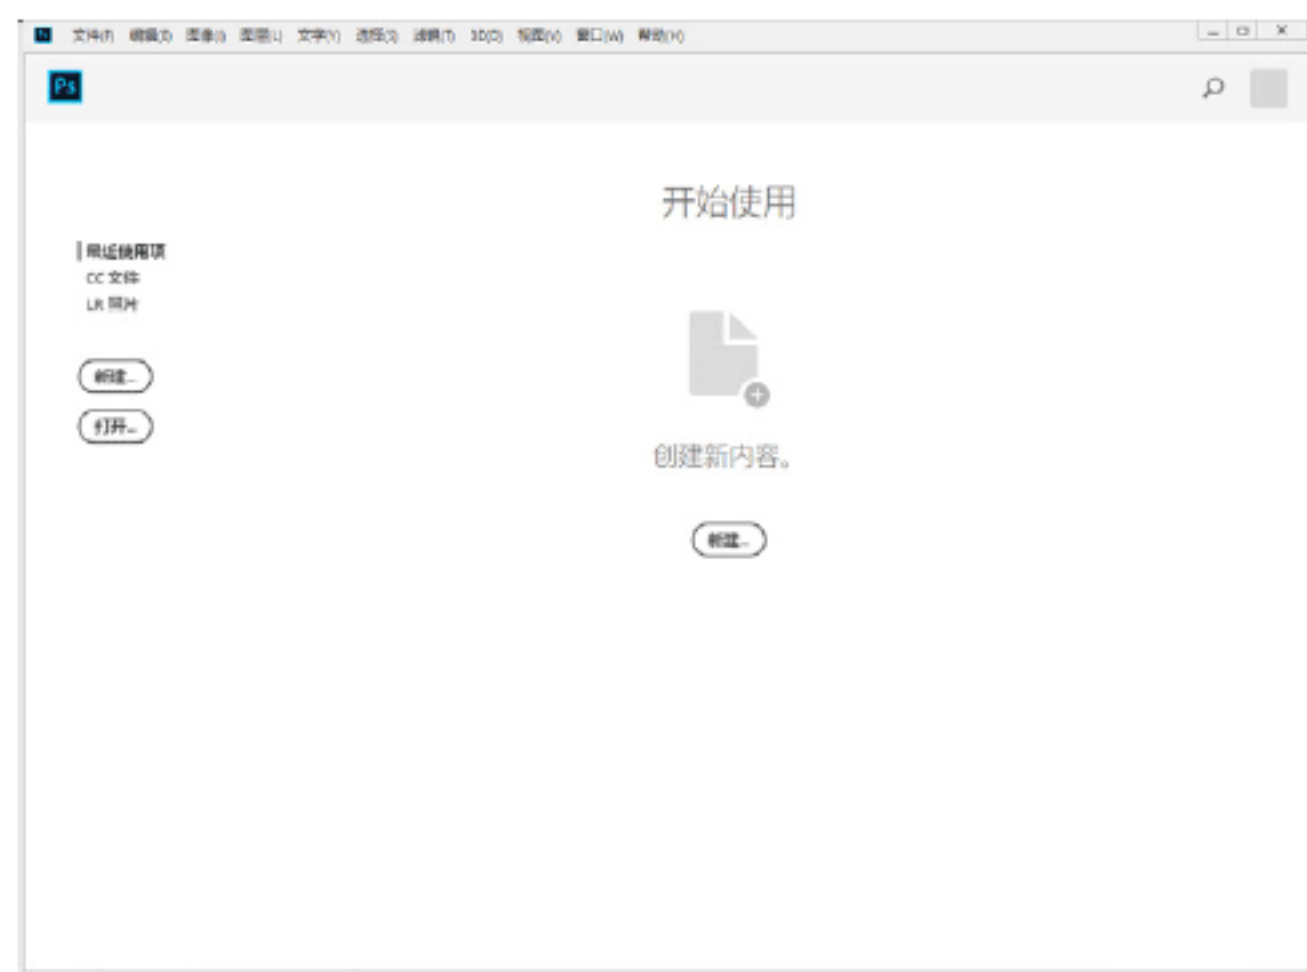 文件(F) 编辑(E) 图像(I) 图层(L) 文字(Y) 选择(S) 滤镜(T) 3D(D) 视图(V) 窗口(W) 帮助(H)
Ps
开始使用
最近使用项
CC 文件
LR 照片
新建...
打开...
创建新内容。
新建...